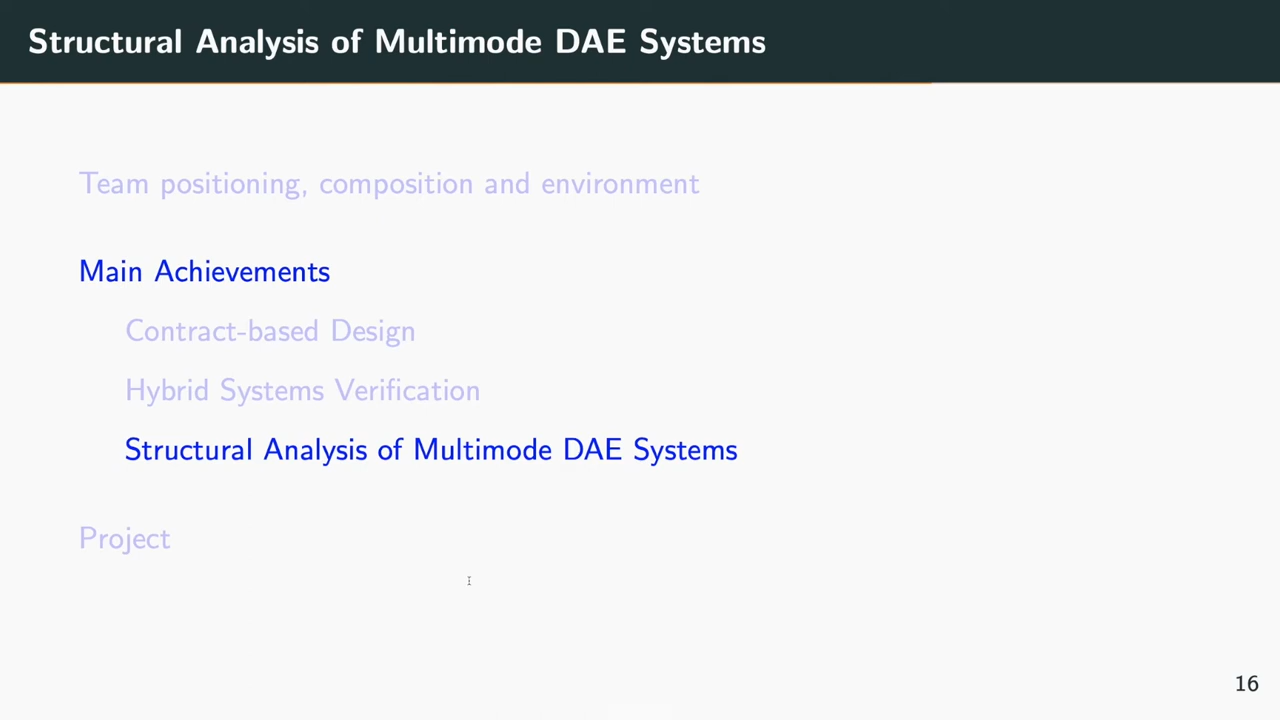 Structural Analysis of Multimode DAE Systems
Team positioning, composition and environment
Main Achievements
Contract-based Design
Hybrid Systems Verification
Structural Analysis of Multimode DAE Systems
Project
16